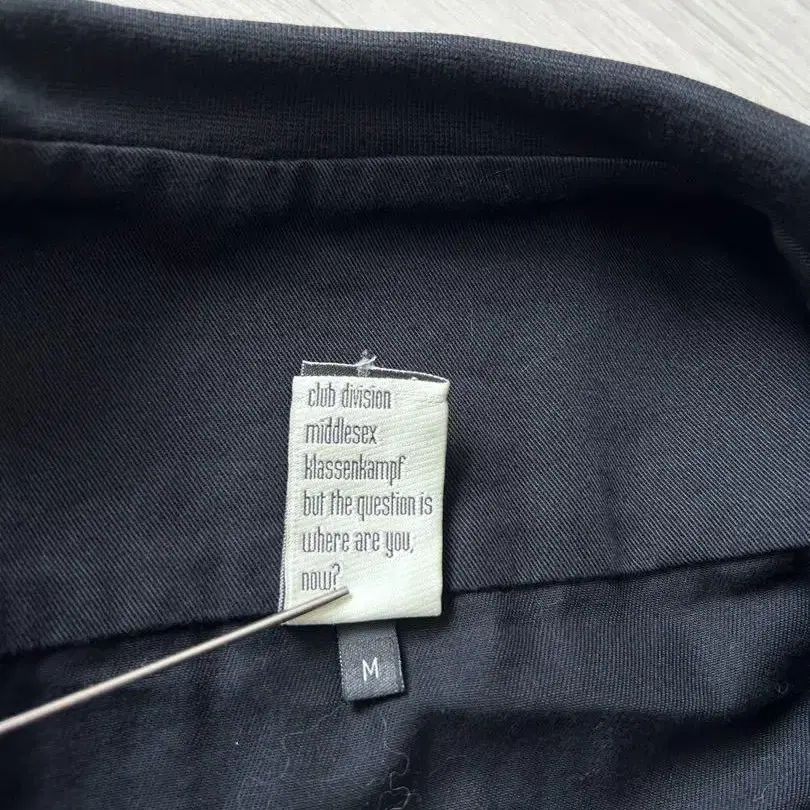 club division
middlesex
klassenkampf
but the question is
where are you,
now?
M